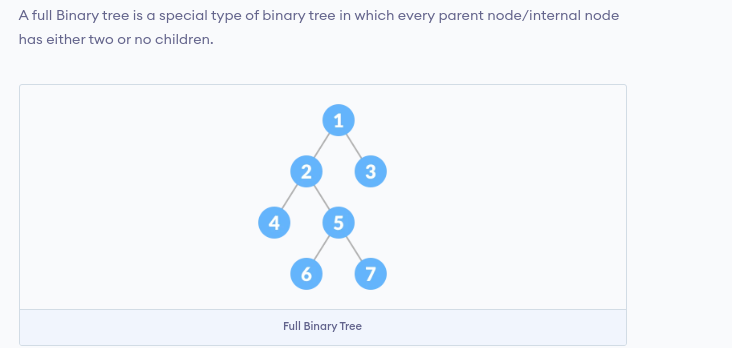 A full Binary tree is a special type of binary tree in which every parent node/internal node
has either two or no children.
1
2 3
4 5
6 7
Full Binary Tree